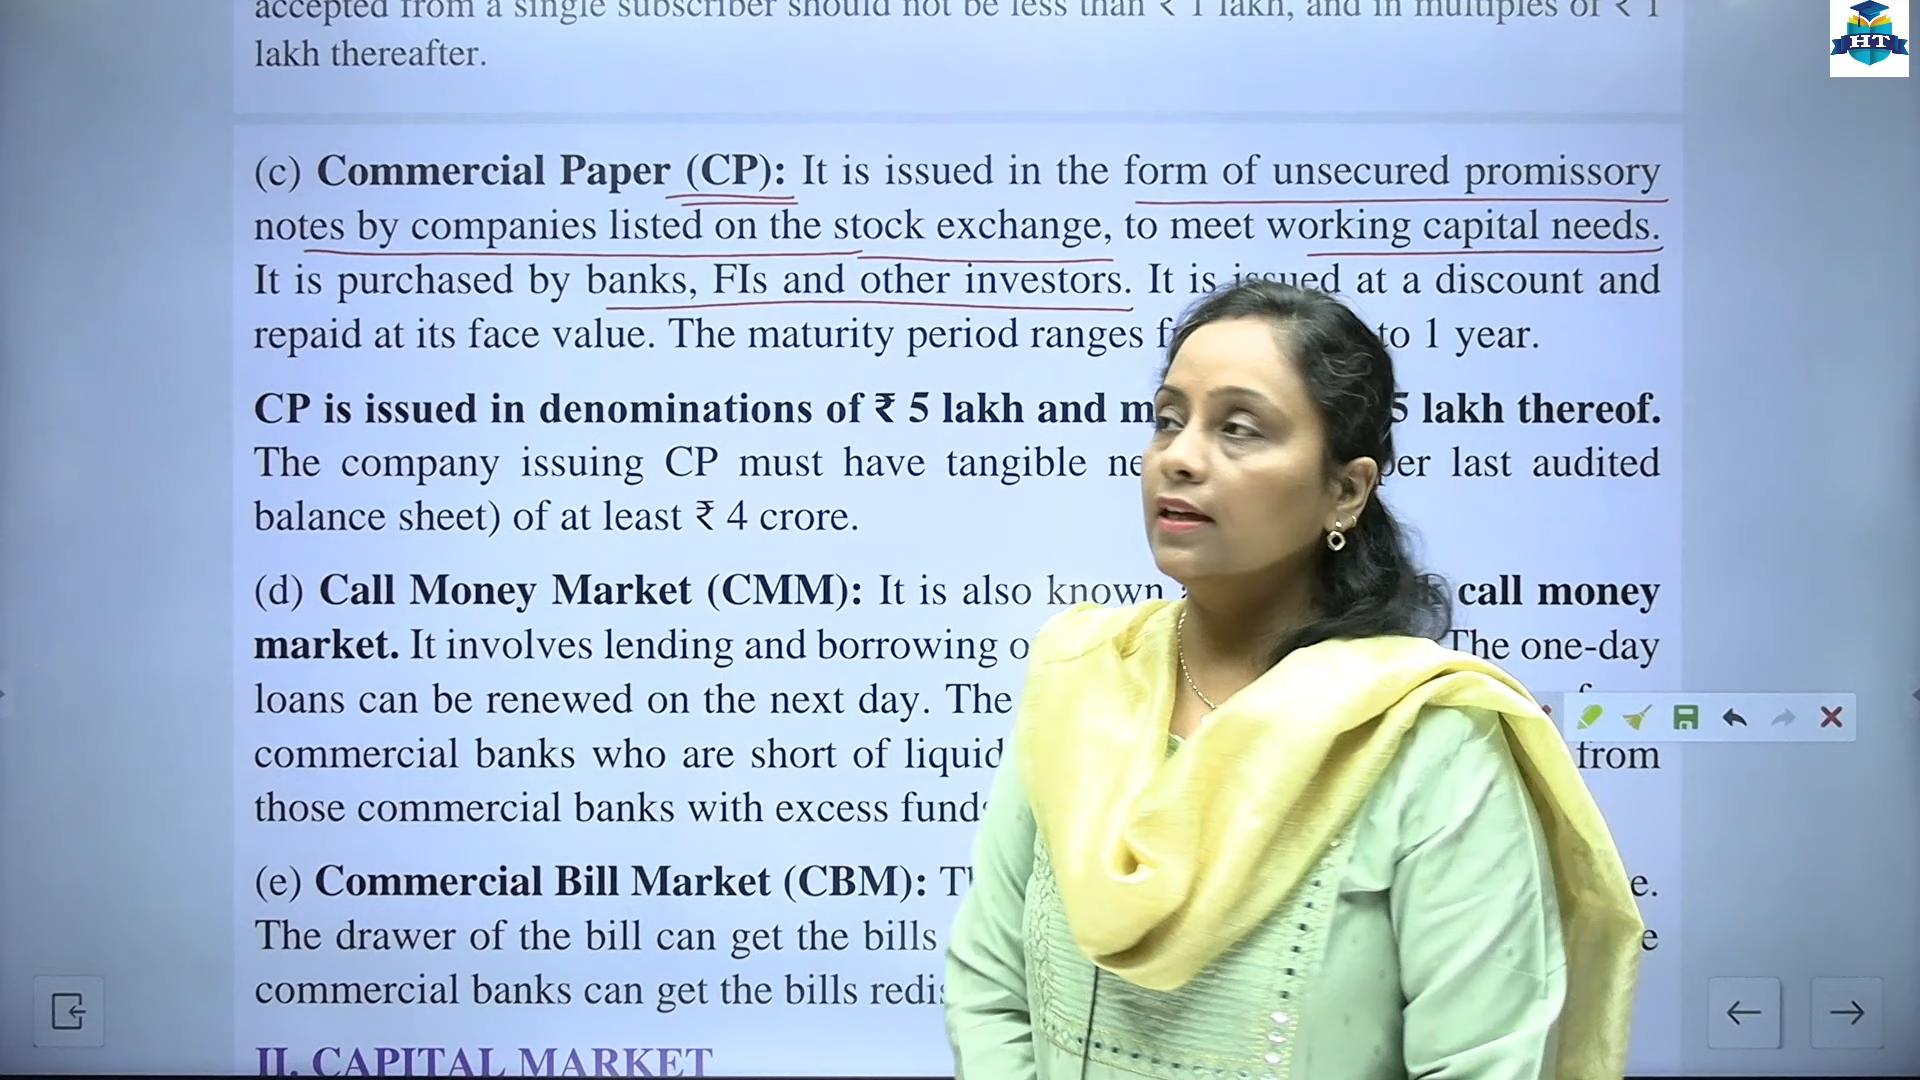 accepted from a single subscriber should not be less than ₹ 1 lakh, and in multiples of ₹ 1
lakh thereafter.
HT
(c) Commercial Paper (CP): It is issued in the form of unsecured promissory
notes by companies listed on the stock exchange, to meet working capital needs.
It is purchased by banks, FIs and other investors. It is issued at a discount and
repaid at its face value. The maturity period ranges to 1 year.
CP is issued in denominations of ₹ 5 lakh and 5 lakh thereof.
The company issuing CP must have tangible last audited
balance sheet) of at least ₹ 4 crore.
(d) Call Money Market (CMM): It is also known call money
market. It involves lending and borrowing The one-day
loans can be renewed on the next day. The
commercial banks who are short of from
those commercial banks with excess
(e) Commercial Bill Market (CBM):
The drawer of the bill can get the bills
commercial banks can get the bills
II. CAPITAL MARKET